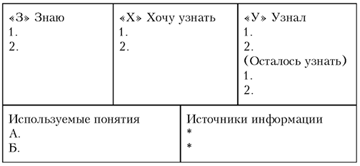 «З» Знаю
1.
2.
«Х» Хочу узнать
1.
2.
«У» Узнал
1.
2.
(Осталось узнать)
1.
2.
Используемые понятия
А.
Б.
Источники информации
*
*